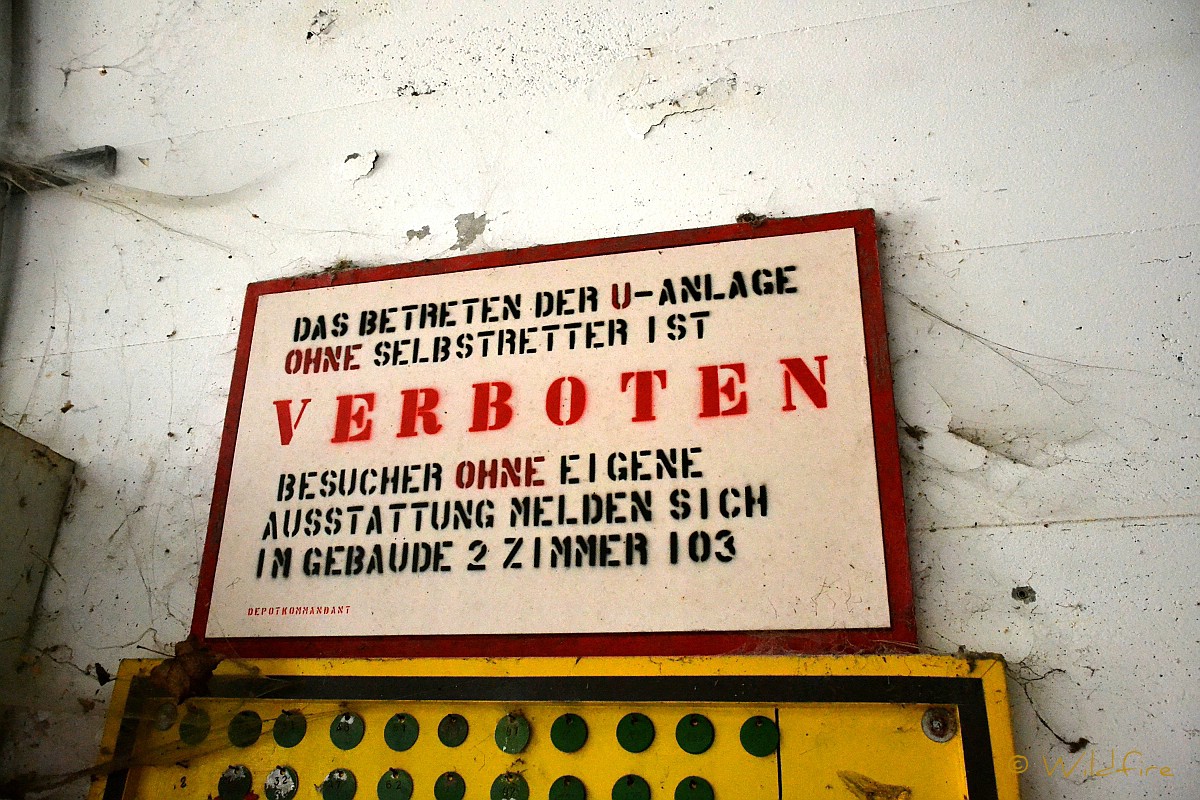 DAS BETRETEN DER U-ANLAGE
OHNE SELBSTRETTER IST
VERBOTEN
BESUCHER OHNE EIGENE
AUSSTATTUNG MELDEN SICH
IM GEBAUDE 2 ZIMMER 103
DEPOTKOMMANDANT
© Wildfire